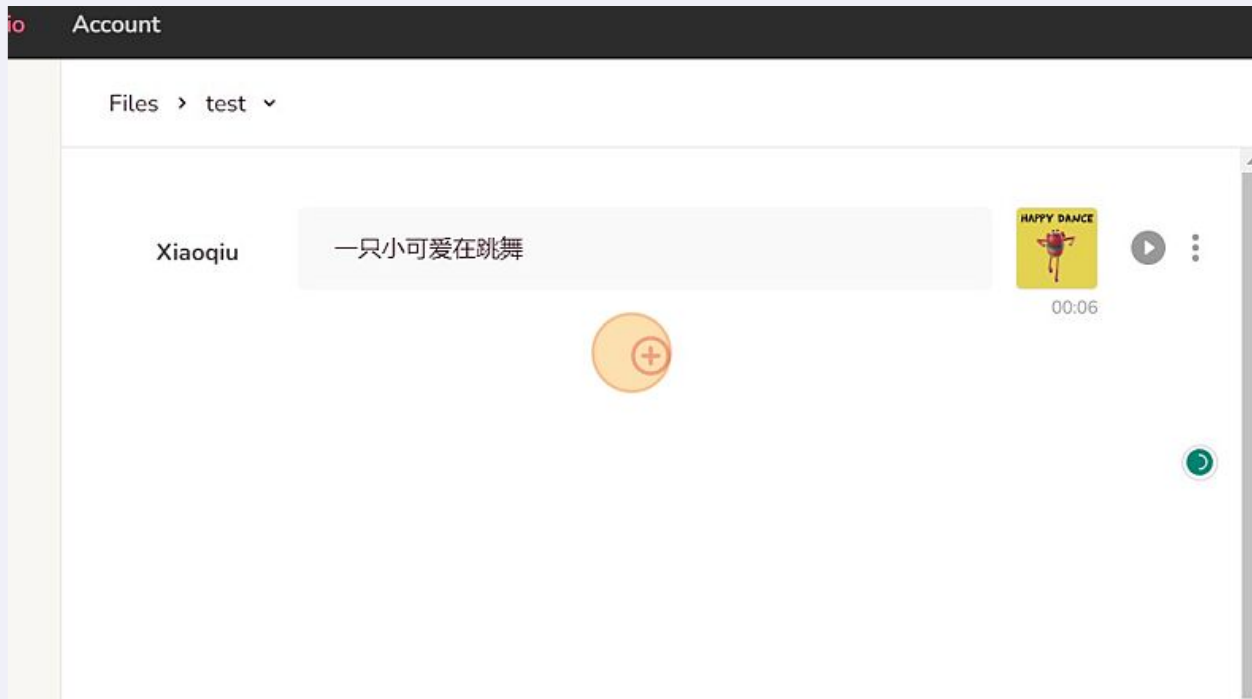 io Account
Files > test
Xiaoqiu
一只小可爱在跳舞
HAPPY DANCE
00:06